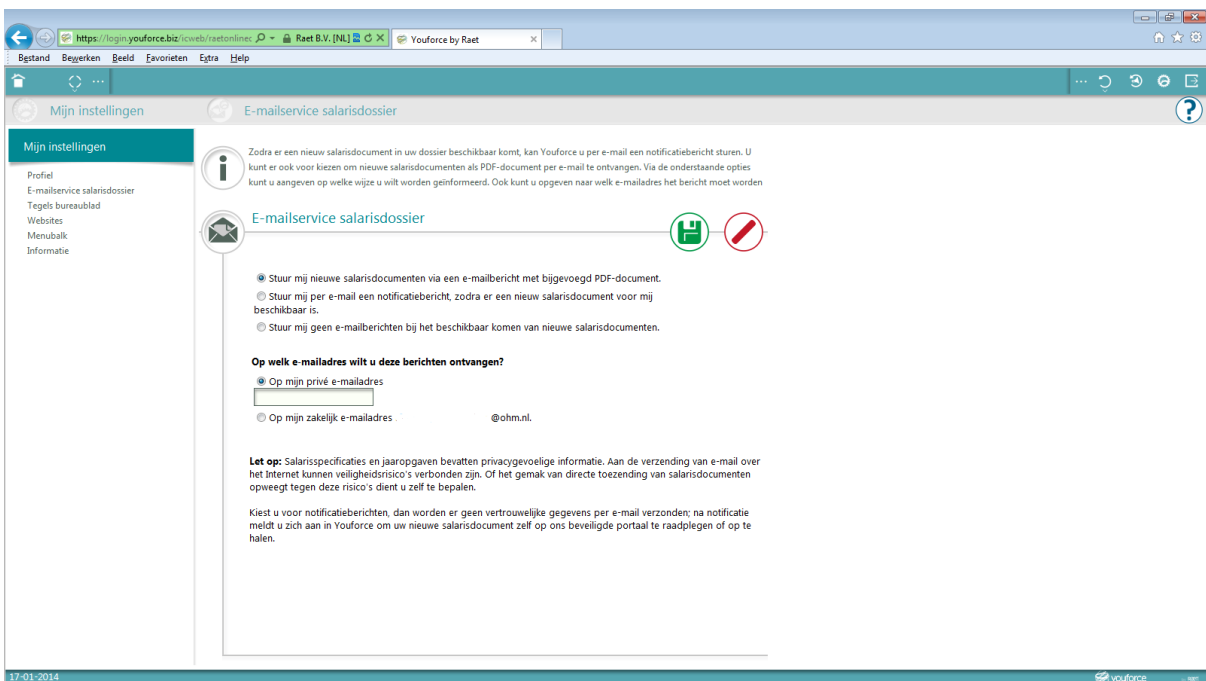 https://login.youforce.biz/icweb/raetonlinec
Raet B.V. [NL]
Youforce by Raet
Bestand Bewerken Beeld Favorieten Extra Help
Mijn instellingen
E-mailservice salarisdossier
Mijn instellingen
Profiel
E-mailservice salarisdossier
Tegels bureaublad
Websites
Menubalk
Informatie
Zodra er een nieuw salarisdocument in uw dossier beschikbaar komt, kan Youforce u per e-mail een notificatiebericht sturen. U
kunt er ook voor kiezen om nieuwe salarisdocumenten als PDF-document per e-mail te ontvangen. Via de onderstaande opties
kunt u aangeven op welke wijze u wilt worden geïnformeerd. Ook kunt u opgeven naar welk e-mailadres het bericht moet worden
E-mailservice salarisdossier
Stuur mij nieuwe salarisdocumenten via een e-mailbericht met bijgevoegd PDF-document.
Stuur mij per e-mail een notificatiebericht, zodra er een nieuw salarisdocument voor mij
beschikbaar is.
Stuur mij geen e-mailberichten bij het beschikbaar komen van nieuwe salarisdocumenten.
Op welk e-mailadres wilt u deze berichten ontvangen?
Op mijn privé e-mailadres
Op mijn zakelijk e-mailadres @ohm.nl.
Let op: Salarisspecificaties en jaaropgaven bevatten privacygevoelige informatie. Aan de verzending van e-mail over
het Internet kunnen veiligheidsrisico's verbonden zijn. Of het gemak van directe toezending van salarisdocumenten
opweegt tegen deze risico's dient u zelf te bepalen.
Kiest u voor notificatieberichten, dan worden er geen vertrouwelijke gegevens per e-mail verzonden; na notificatie
meldt u zich aan in Youforce om uw nieuwe salarisdocument zelf op ons beveiligde portaal te raadplegen of op te
halen.
17-01-2014
youforce